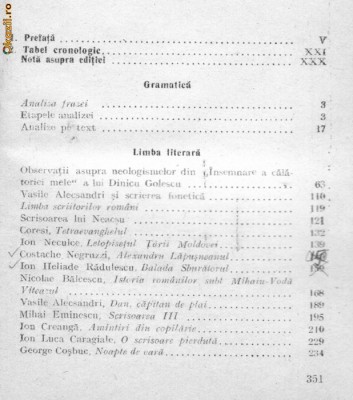 okazii.ro
1. Prefață V
2. Tabel cronologic XXI
Notă asupra ediției XXX
Gramatică
Analiza frazei 3
Etapele analizei 3
Analize pe text 17
Limba literară
Observații asupra neologismelor din „Însemnare a călă-
toriei mele“ a lui Dinicu Golescu 63
Vasile Alecsandri și scrierea fonetică 110
Limba scriitorilor români 119
Scrisoarea lui Neacșu 121
Coresi, Tetraevanghelul 132
Ion Neculce, Letopisețul Țării Moldovei 139
Costache Negruzzi, Alexandru Lăpușneanul
Ion Heliade Rădulescu, Balada Sburătorul
Nicolae Bălcescu, Istoria românilor subt Mihaiu-Vodă
Viteazul 168
Vasile Alecsandri, Dan, căpitan de plai 189
Mihai Eminescu, Scrisoarea III 195
Ion Creangă, Amintiri din copilărie 210
Ion Luca Caragiale, O scrisoare pierdută 229
George Coșbuc, Noapte de vară 234
351